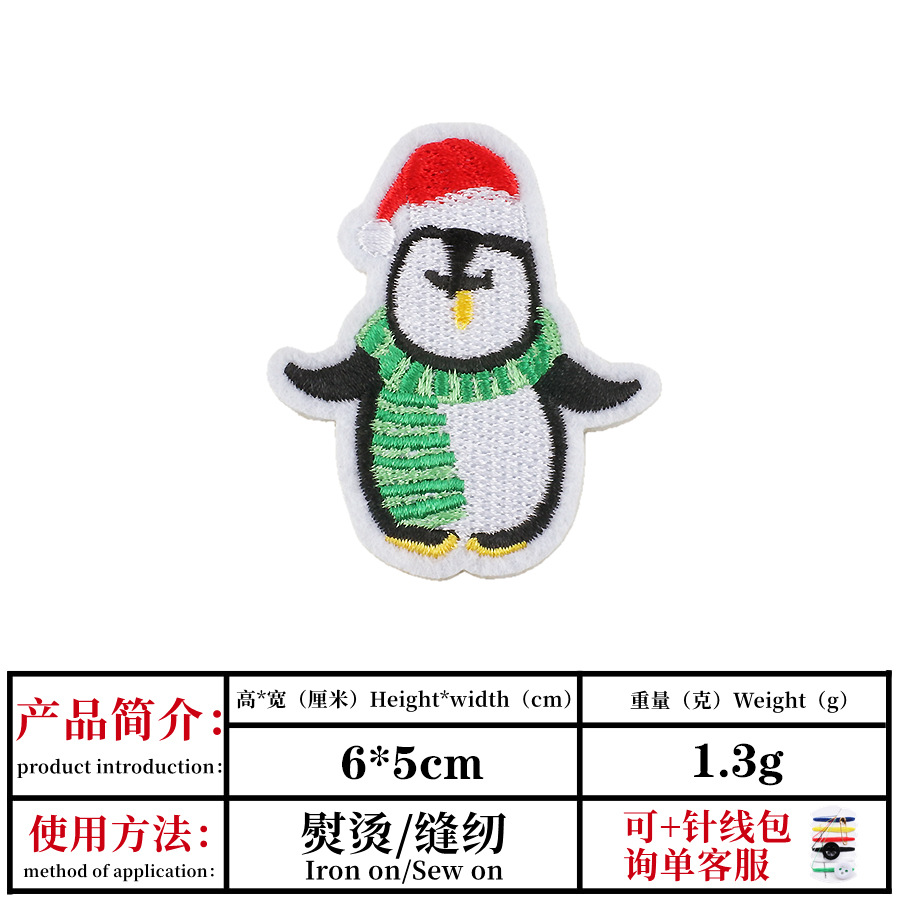 产品简介：
product introduction：
高*宽（厘米）Height*width（cm）
重量（克）Weight（g）
6*5cm
1.3g
使用方法：
method of application：
熨烫/缝纫
Iron on/Sew on
可+针线包
询单客服